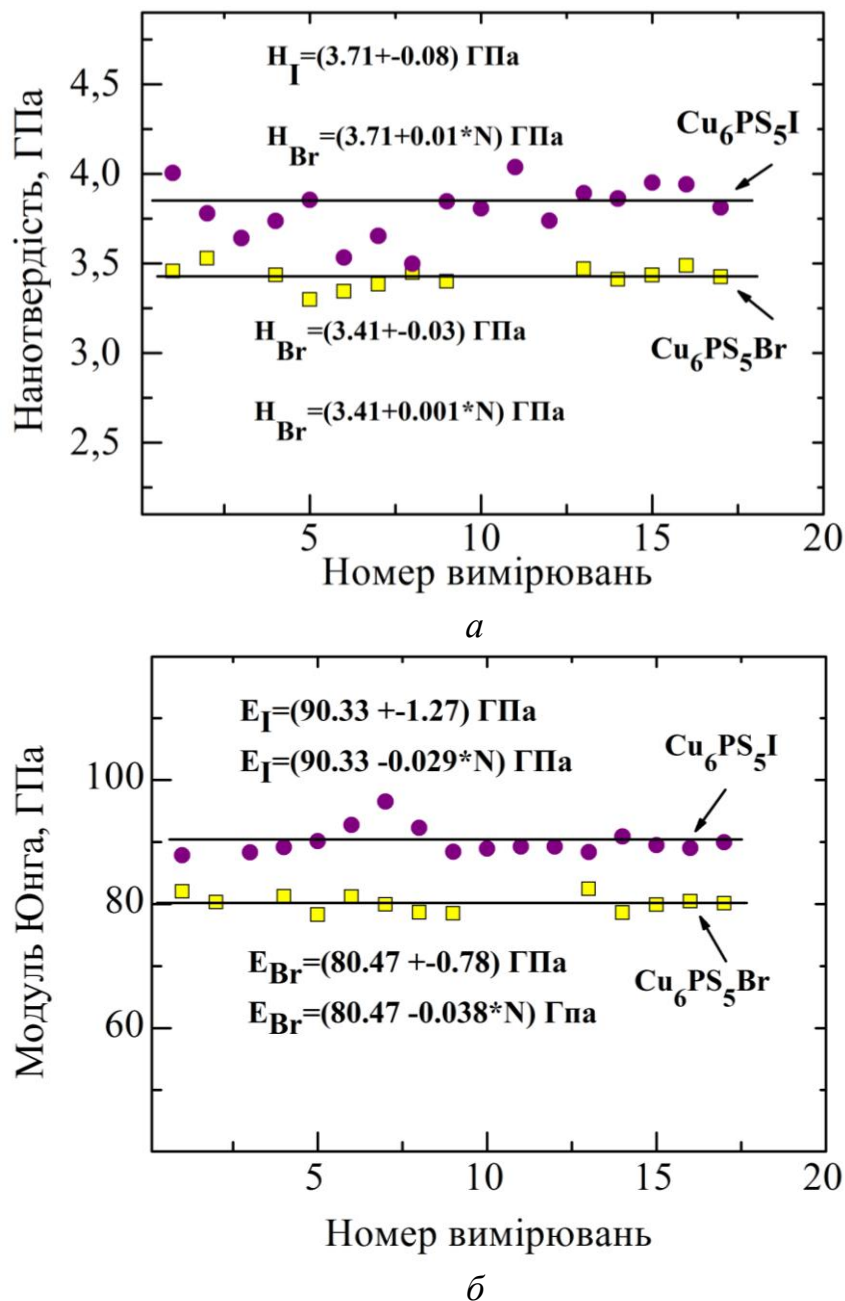 H_I=(3.71+-0.08) ГПа
H_Br=(3.71+0.01*N) ГПа
Cu₆PS₅I
4,5
4,0
3,5
3,0
2,5
Нанотвердість, ГПа
H_Br=(3.41+-0.03) ГПа
Cu₆PS₅Br
H_Br=(3.41+0.001*N) ГПа
5 10 15 20
Номер вимірювань
а
E_I=(90.33 +-1.27) ГПа
E_I=(90.33 -0.029*N) ГПа
Cu₆PS₅I
100
80
60
Модуль Юнга, ГПа
E_Br=(80.47 +-0.78) ГПа
Cu₆PS₅Br
E_Br=(80.47 -0.038*N) Гпа
5 10 15 20
Номер вимірювань
б